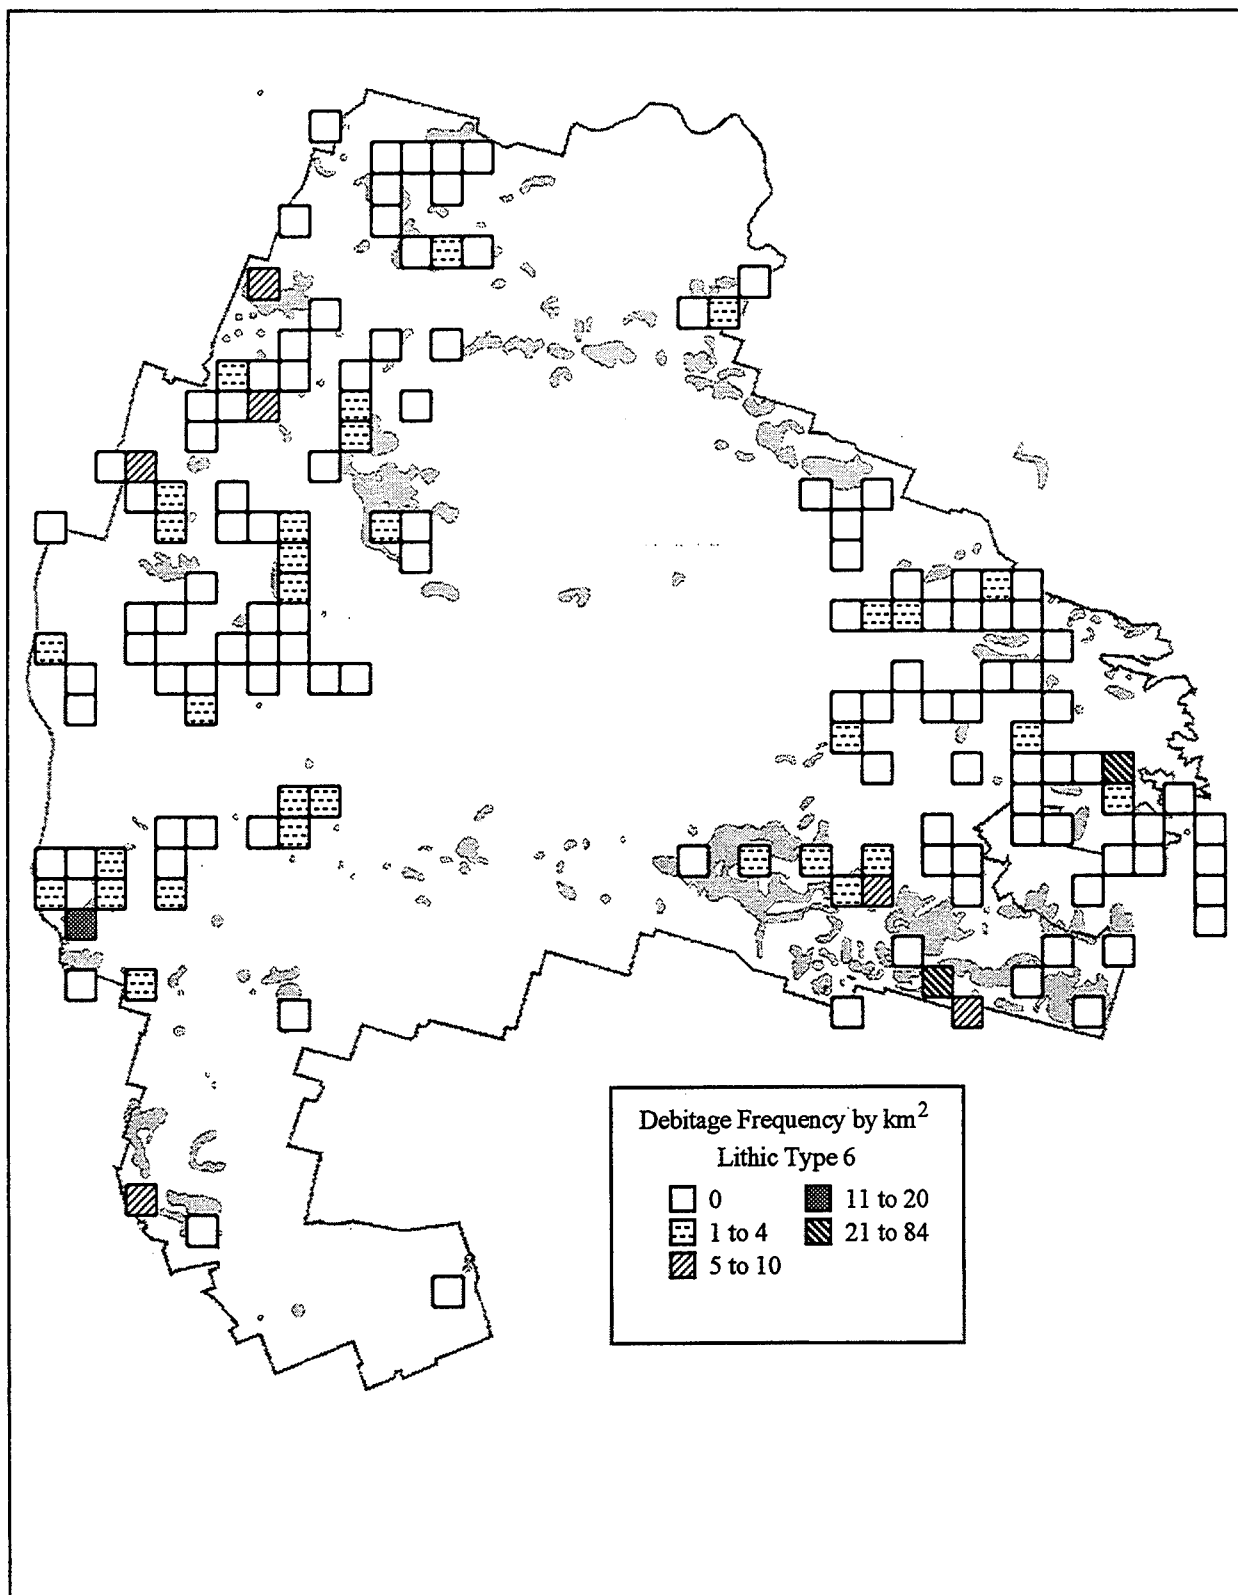 Debitage Frequency by km²
Lithic Type 6
0
11 to 20
1 to 4
21 to 84
5 to 10